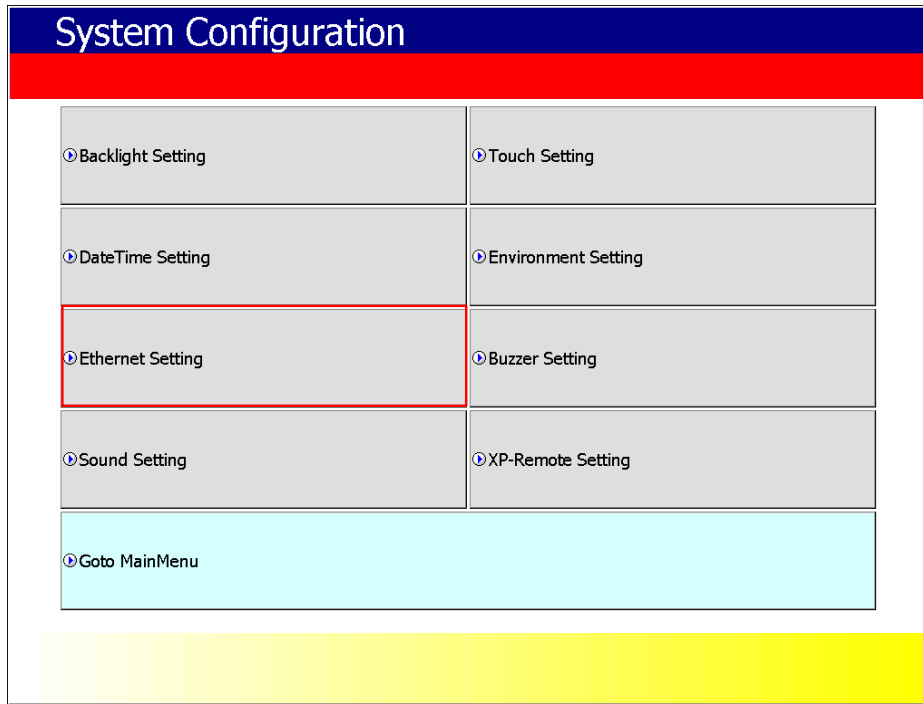 System Configuration
Backlight Setting
Touch Setting
DateTime Setting
Environment Setting
Ethernet Setting
Buzzer Setting
Sound Setting
XP-Remote Setting
Goto MainMenu